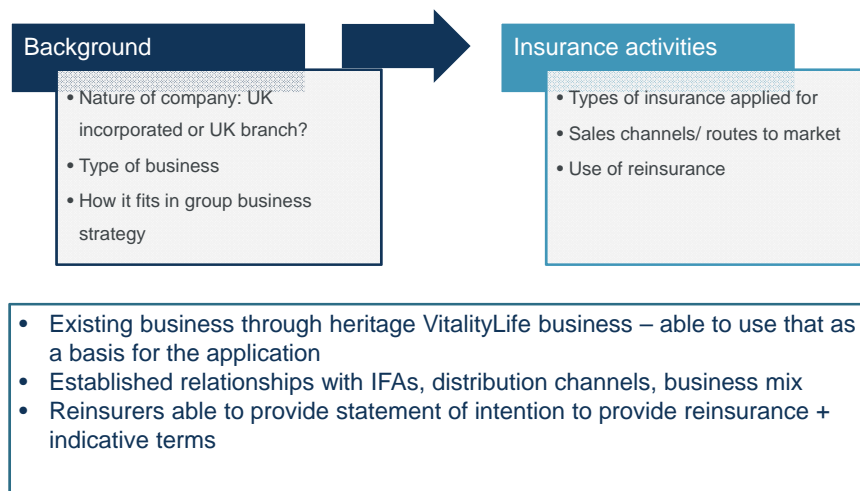 Background
• Nature of company: UK
incorporated or UK branch?
• Type of business
• How it fits in group business
strategy
Insurance activities
• Types of insurance applied for
• Sales channels/ routes to market
• Use of reinsurance
• Existing business through heritage VitalityLife business – able to use that as
a basis for the application
• Established relationships with IFAs, distribution channels, business mix
• Reinsurers able to provide statement of intention to provide reinsurance +
indicative terms